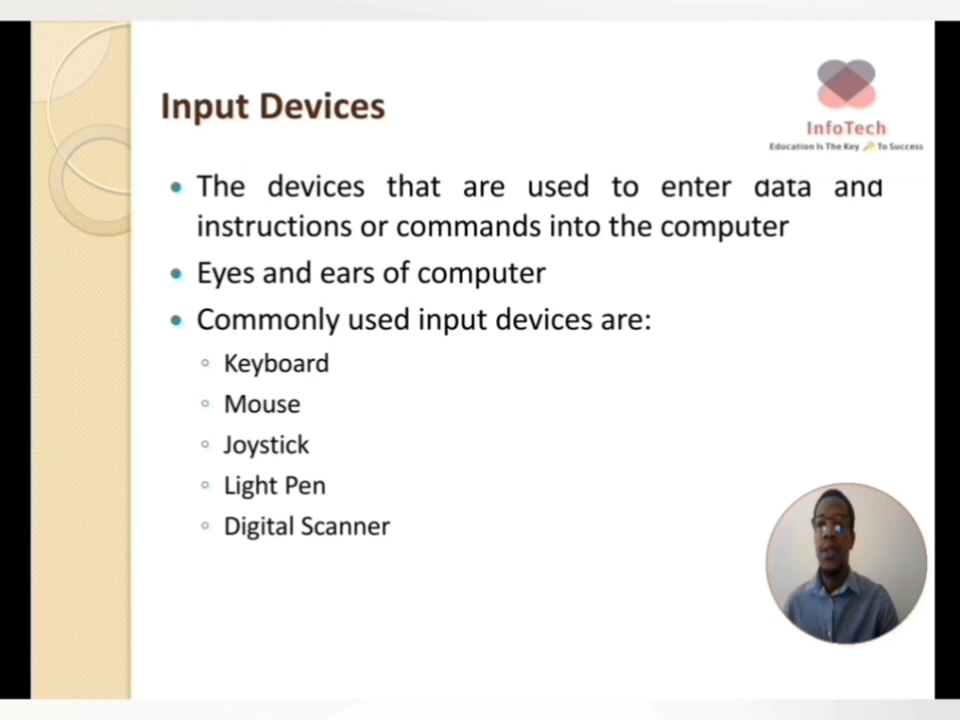 Input Devices
InfoTech
Education Is The Key 🔑 To Success
The devices that are used to enter data and
instructions or commands into the computer
Eyes and ears of computer
Commonly used input devices are:
Keyboard
Mouse
Joystick
Light Pen
Digital Scanner